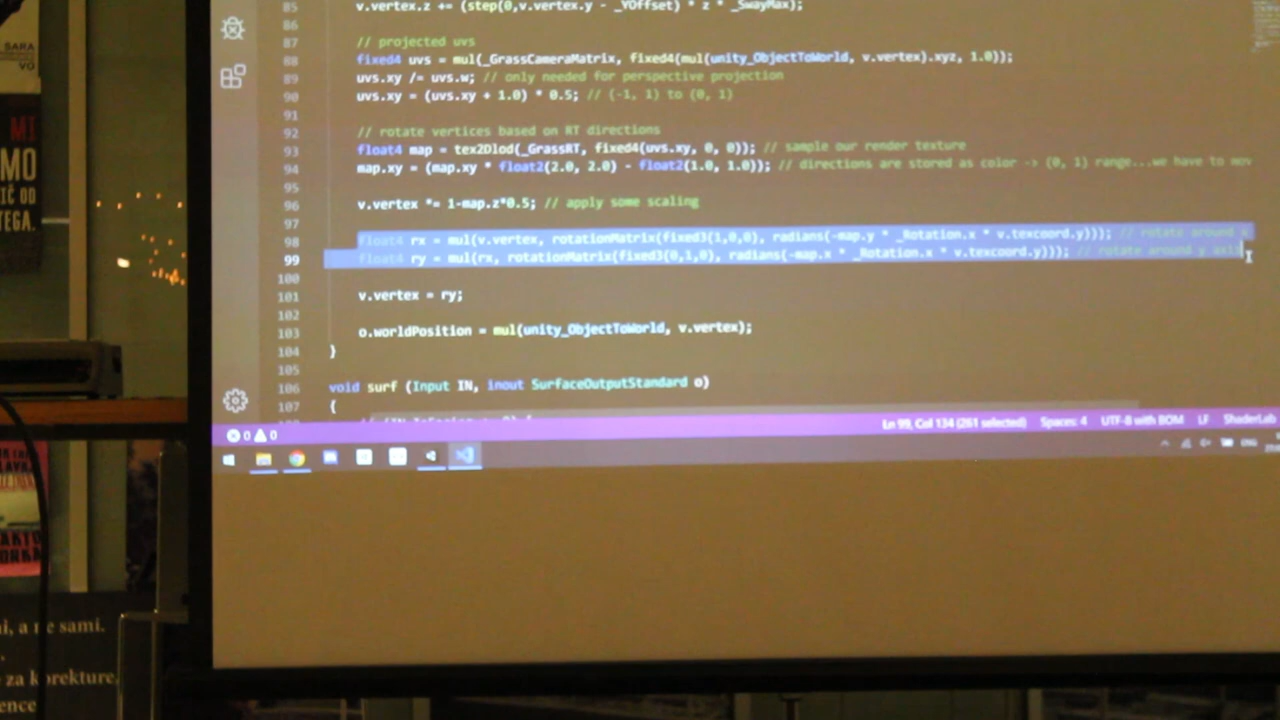 SARA
VO
MI
MO
IČ OD
TEGA.
85 v.vertex.z += (step(0,v.vertex.y - _YOffset) * z * _SwayMax);
86
87 // projected uvs
88 fixed4 uvs = mul(_GrassCameraMatrix, fixed4(mul(unity_ObjectToWorld, v.vertex).xyz, 1.0));
89 uvs.xy /= uvs.w; // only needed for perspective projection
90 uvs.xy = (uvs.xy + 1.0) * 0.5; // (-1, 1) to (0, 1)
91
92 // rotate vertices based on RT directions
93 float4 map = tex2Dlod(_GrassRT, fixed4(uvs.xy, 0, 0)); // sample our render texture
94 map.xy = (map.xy * float2(2.0, 2.0) - float2(1.0, 1.0)); // directions are stored as color -> (0, 1) range...we have to mov
95
96 v.vertex *= 1-map.z*0.5; // apply some scaling
97
98 float4 rx = mul(v.vertex, rotationMatrix(fixed3(1,0,0), radians(-map.y * _Rotation.x * v.texcoord.y))); // rotate around x
99 float4 ry = mul(rx, rotationMatrix(fixed3(0,1,0), radians(-map.x * _Rotation.x * v.texcoord.y))); // rotate around y axis
100
101 v.vertex = ry;
102
103 o.worldPosition = mul(unity_ObjectToWorld, v.vertex);
104 }
105
106 void surf (Input IN, inout SurfaceOutputStandard o)
107 {
0 0 Ln 99, Col 134 (261 selected) Spaces: 4 UTF-8 with BOM LF ShaderLab
ENG
ni, a ne sami.
za korekture,
ence